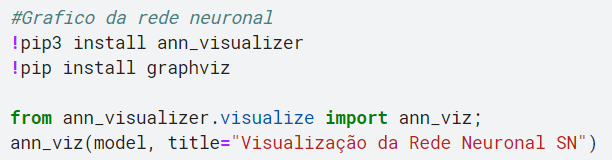 #Grafico da rede neuronal
!pip3 install ann_visualizer
!pip install graphviz
from ann_visualizer.visualize import ann_viz;
ann_viz(model, title="Visualização da Rede Neuronal SN")